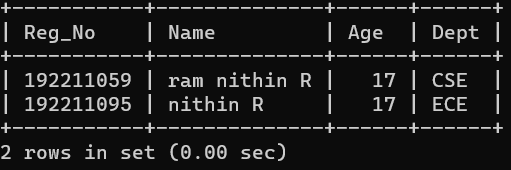 +-----------+--------------+------+------+
| Reg_No    | Name         | Age  | Dept |
+-----------+--------------+------+------+
| 192211059 | ram nithin R |   17 | CSE  |
| 192211095 | nithin R     |   17 | ECE  |
+-----------+--------------+------+------+
2 rows in set (0.00 sec)